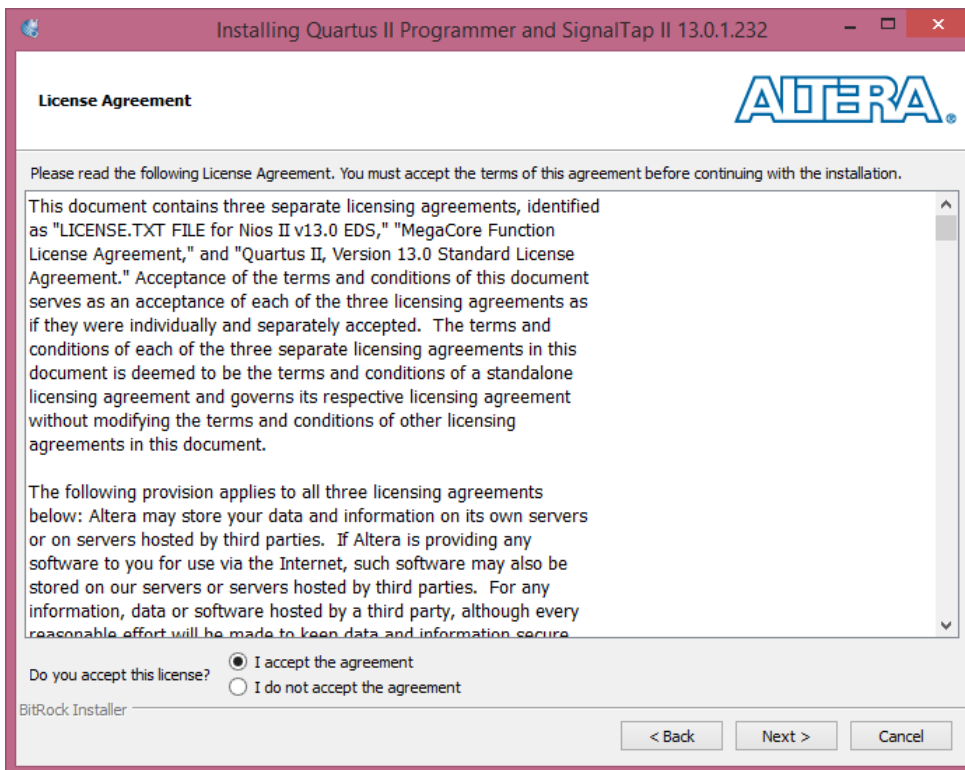 Installing Quartus II Programmer and SignalTap II 13.0.1.232
License Agreement
ALTERA®
Please read the following License Agreement. You must accept the terms of this agreement before continuing with the installation.
This document contains three separate licensing agreements, identified
as "LICENSE.TXT FILE for Nios II v13.0 EDS," "MegaCore Function
License Agreement," and "Quartus II, Version 13.0 Standard License
Agreement." Acceptance of the terms and conditions of this document
serves as an acceptance of each of the three licensing agreements as
if they were individually and separately accepted.  The terms and
conditions of each of the three separate licensing agreements in this
document is deemed to be the terms and conditions of a standalone
licensing agreement and governs its respective licensing agreement
without modifying the terms and conditions of other licensing
agreements in this document.
The following provision applies to all three licensing agreements
below: Altera may store your data and information on its own servers
or on servers hosted by third parties.  If Altera is providing any
software to you for use via the Internet, such software may also be
stored on our servers or servers hosted by third parties.  For any
information, data or software hosted by a third party, although every
reasonable effort will be made to keep data and information secure
Do you accept this license?
I accept the agreement
I do not accept the agreement
BitRock Installer
< Back
Next >
Cancel